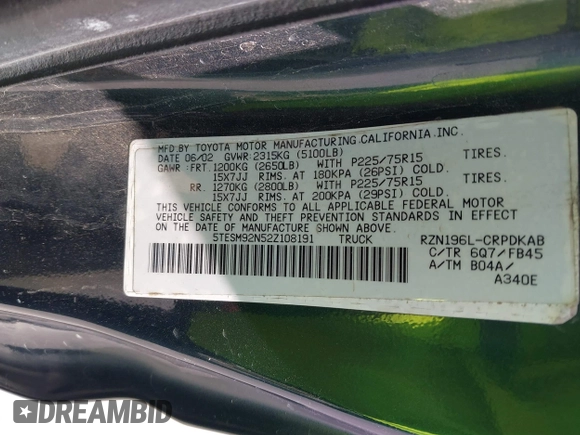 MFD BY TOYOTA MOTOR MANUFACTURING,CALIFORNIA,INC.
DATE 06/02 GVWR 2315KG (5100LB)
GAWR: FRT. 1200KG (2650LB) WITH P225/75R15 TIRES.
15X7JJ RIMS. AT 180KPA (26PSI) COLD.
RR. 1270KG (2800LB) WITH P225/75R15 TIRES.
15X7JJ RIMS. AT 200KPA (29PSI) COLD.
THIS VEHICLE CONFORMS TO ALL APPLICABLE FEDERAL MOTOR
VEHICLE SAFETY AND THEFT PREVENTION STANDARDS IN EFFECT
ON THE DATE OF MANUFACTURE SHOWN ABOVE.
5TESM92N52Z108191 TRUCK RZN196L-CRPDKAB
C/TR 6Q7/FB45
A/TM B04A/
A340E
DREAMBID